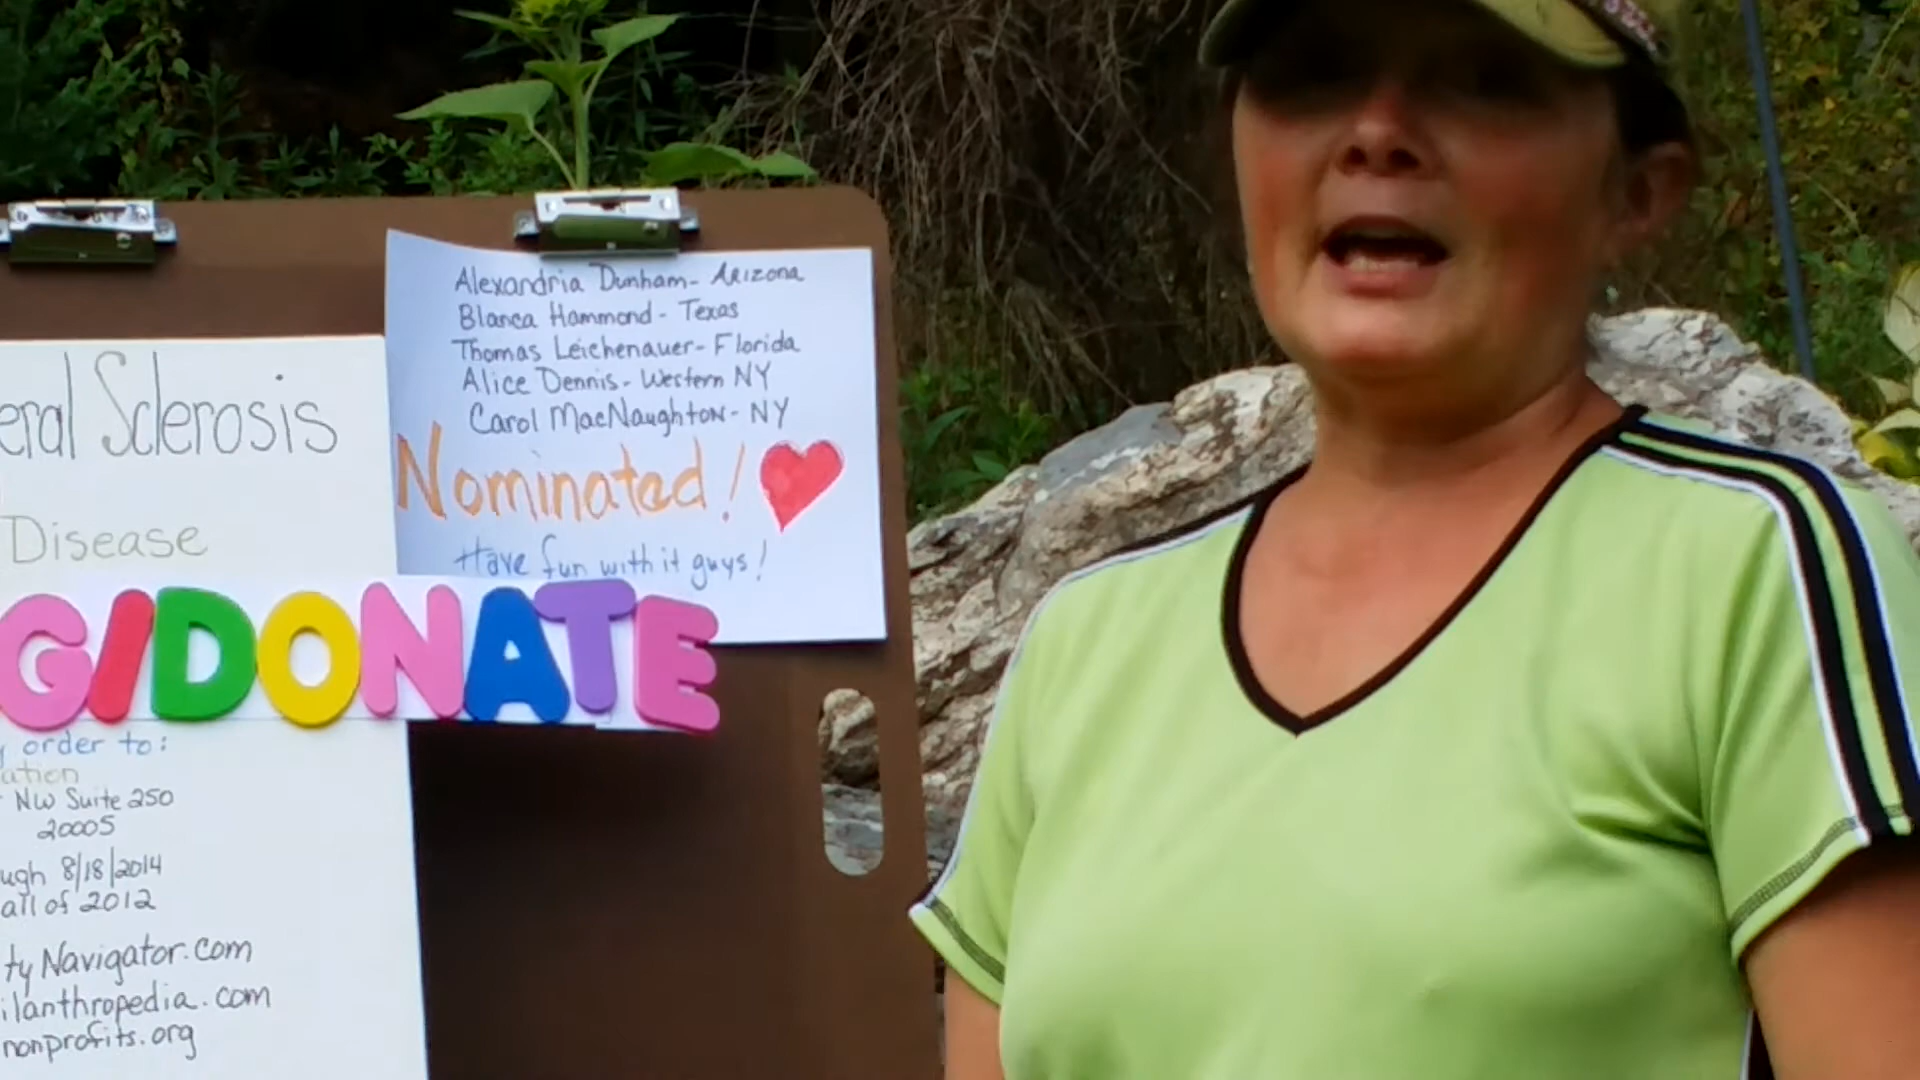 Alexandria Dunham- Arizona
Blanca Hammond - Texas
Thomas Leichenauer- Florida
Alice Dennis- Western NY
Carol MacNaughton- NY
Nominated!
Have fun with it guys!
eral Sclerosis
Disease
G/DONATE
y order to:
ation
NW Suite 250
20005
ugh 8/18/2014
all of 2012
ty Navigator.com
ilanthropedia.com
nonprofits.org